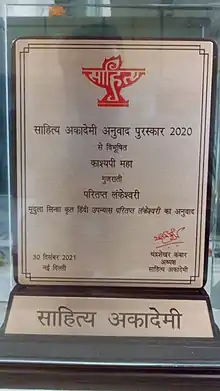 साहित्य
साहित्य अकादेमी अनुवाद पुरस्कार 2020
से विभूषित
काश्यपी महा
गुजराती
परितप्त लंकेश्वरी
मृदुला सिन्हा कृत हिंदी उपन्यास परितप्त लंकेश्वरी का अनुवाद
30 दिसंबर 2021
नई दिल्ली
चंद्रशेखर कंबार
अध्यक्ष
साहित्य अकादेमी
साहित्य अकादेमी